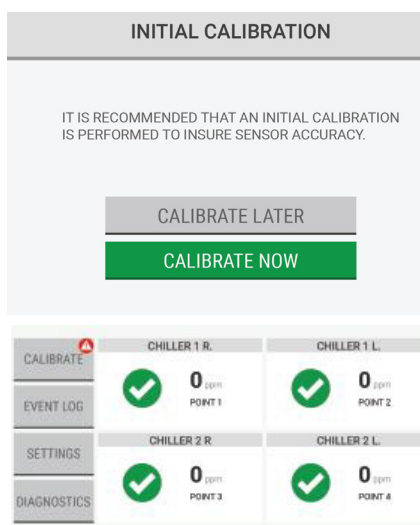 INITIAL CALIBRATION
IT IS RECOMMENDED THAT AN INITIAL CALIBRATION
IS PERFORMED TO INSURE SENSOR ACCURACY.
CALIBRATE LATER
CALIBRATE NOW
CALIBRATE
EVENT LOG
SETTINGS
DIAGNOSTICS
CHILLER 1 R.
0 ppm
POINT 1
CHILLER 1 L.
0 ppm
POINT 2
CHILLER 2 R
0 ppm
POINT 3
CHILLER 2 L.
0 ppm
POINT 4